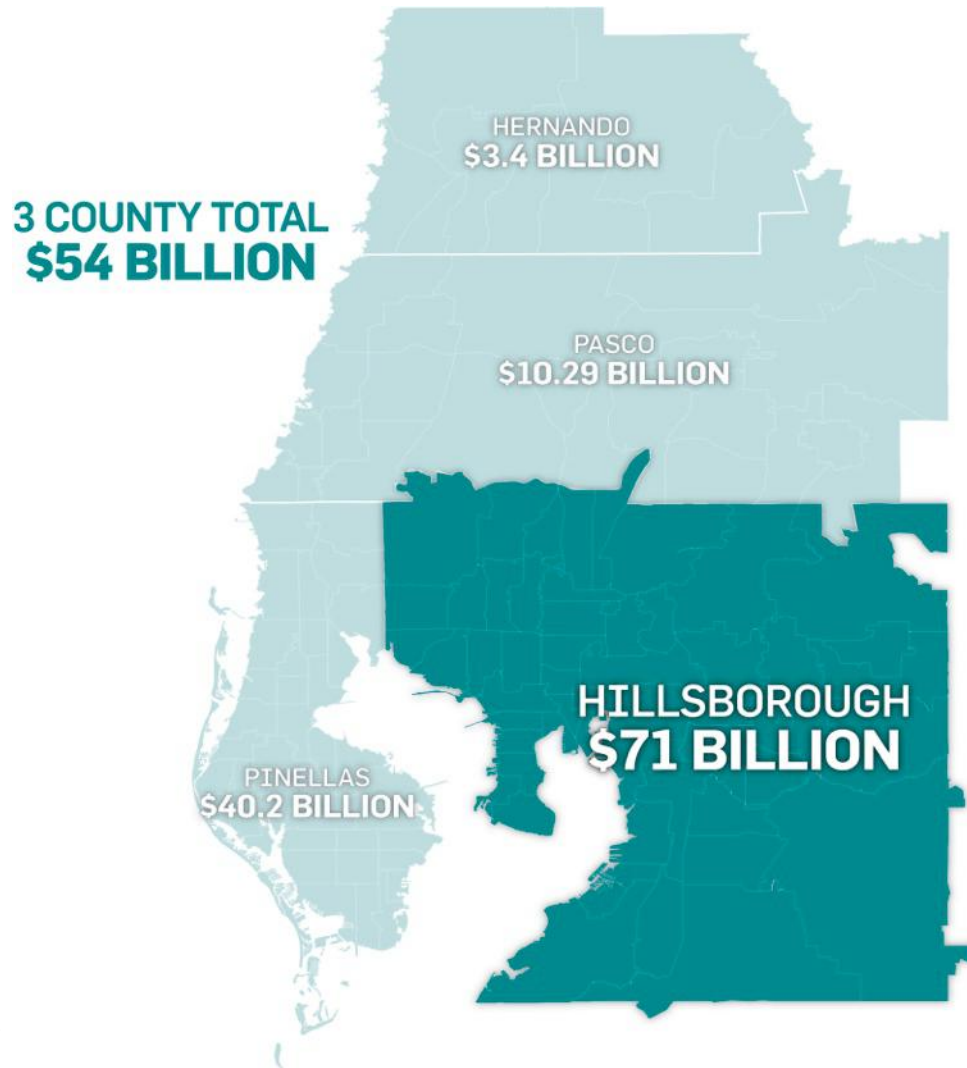 HERNANDO
$3.4 BILLION
3 COUNTY TOTAL
$54 BILLION
PASCO
$10.29 BILLION
HILLSBOROUGH
$71 BILLION
PINELLAS
$40.2 BILLION